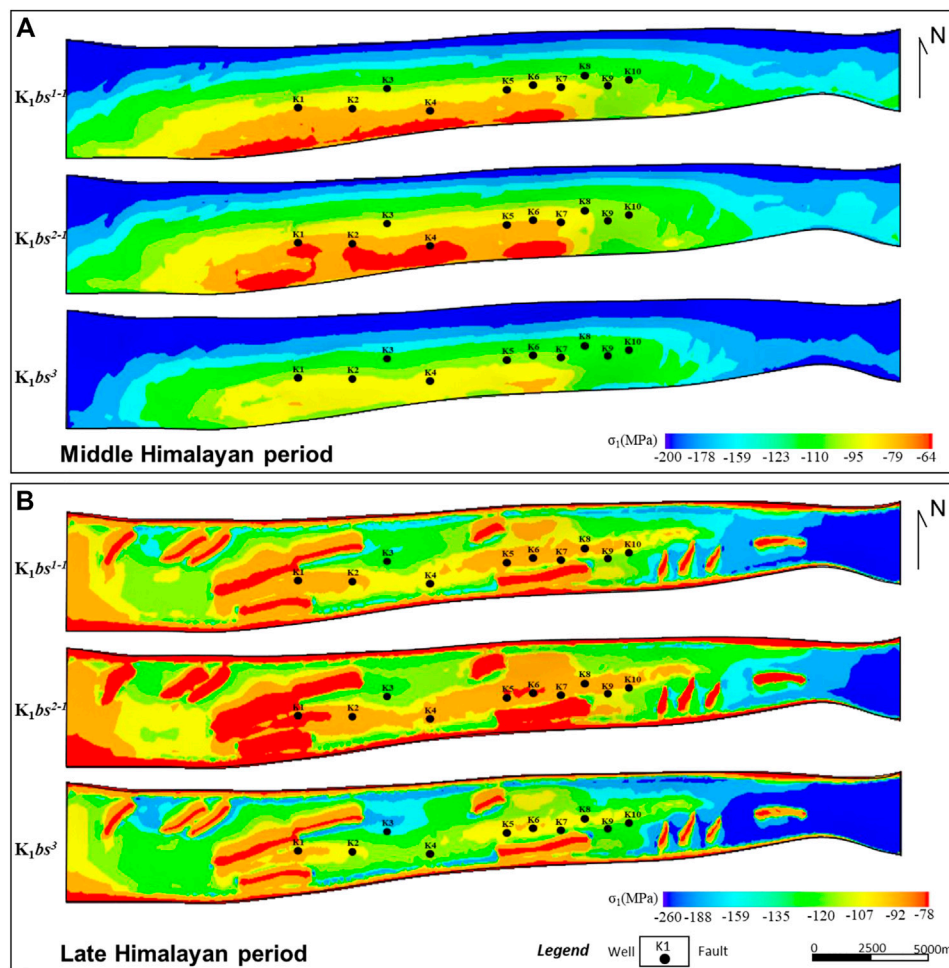 A
N
K₁bs¹⁻¹
K1 K2 K3 K4 K5 K6 K7 K8 K9 K10
K₁bs²⁻¹
K1 K2 K3 K4 K5 K6 K7 K8 K9 K10
K₁bs³
K1 K2 K3 K4 K5 K6 K7 K8 K9 K10
Middle Himalayan period
σ₁(MPa)
-200 -178 -159 -123 -110 -95 -79 -64
B
N
K₁bs¹⁻¹
K1 K2 K3 K4 K5 K6 K7 K8 K9 K10
K₁bs²⁻¹
K1 K2 K3 K4 K5 K6 K7 K8 K9 K10
K₁bs³
K1 K2 K3 K4 K5 K6 K7 K8 K9 K10
σ₁(MPa)
-260 -188 -159 -135 -120 -107 -92 -78
Late Himalayan period
Legend Well K1 Fault 0 2500 5000m